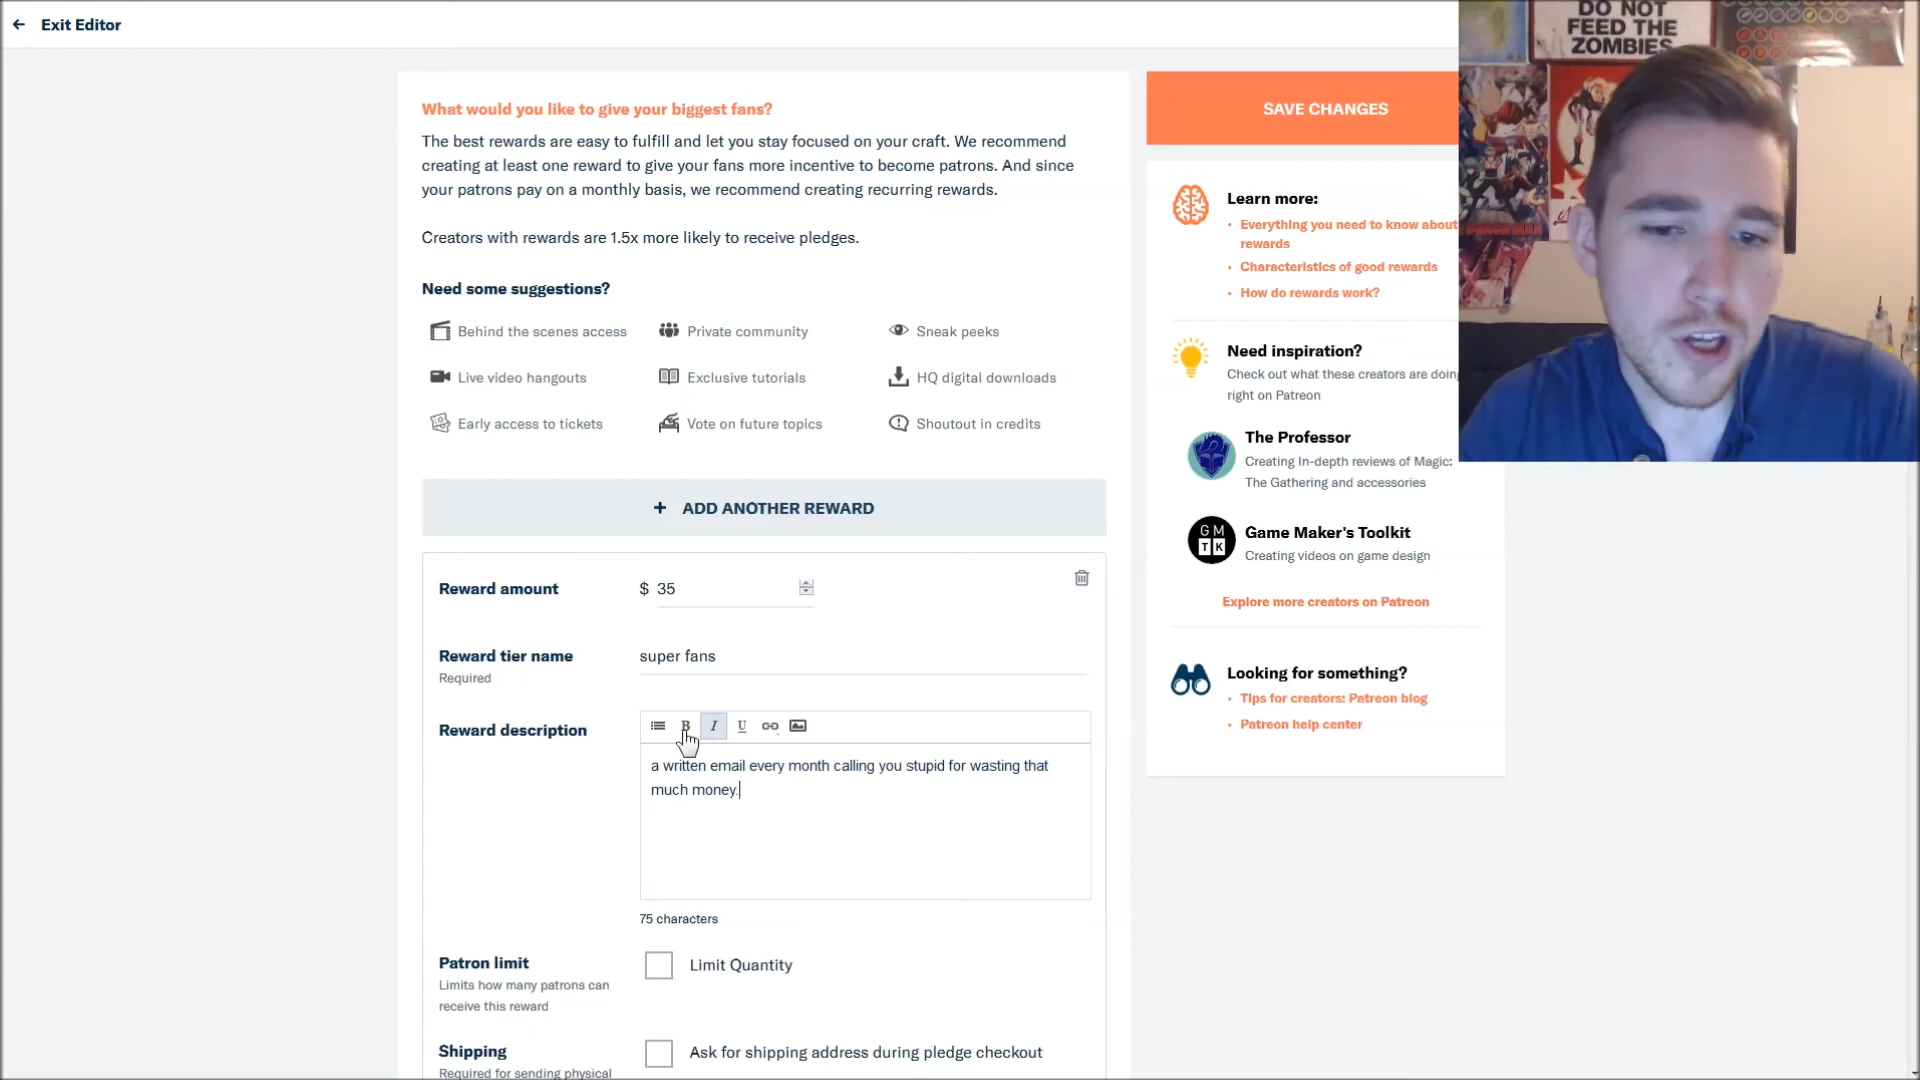 Exit Editor
DO NOT
FEED THE
ZOMBIES
What would you like to give your biggest fans?
The best rewards are easy to fulfill and let you stay focused on your craft. We recommend
creating at least one reward to give your fans more incentive to become patrons. And since
your patrons pay on a monthly basis, we recommend creating recurring rewards.
Creators with rewards are 1.5x more likely to receive pledges.
Need some suggestions?
Behind the scenes access
Private community
Sneak peeks
Live video hangouts
Exclusive tutorials
HQ digital downloads
Early access to tickets
Vote on future topics
Shoutout in credits
+ ADD ANOTHER REWARD
Reward amount
$ 35
Reward tier name
Required
super fans
Reward description
B I U
a written email every month calling you stupid for wasting that
much money.
75 characters
Patron limit
Limits how many patrons can
receive this reward
Limit Quantity
Shipping
Required for sending physical
Ask for shipping address during pledge checkout
SAVE CHANGES
Learn more:
• Everything you need to know about
rewards
• Characteristics of good rewards
• How do rewards work?
Need inspiration?
Check out what these creators are doing
right on Patreon
The Professor
Creating In-depth reviews of Magic:
The Gathering and accessories
GM
TK
Game Maker's Toolkit
Creating videos on game design
Explore more creators on Patreon
Looking for something?
• Tips for creators: Patreon blog
• Patreon help center